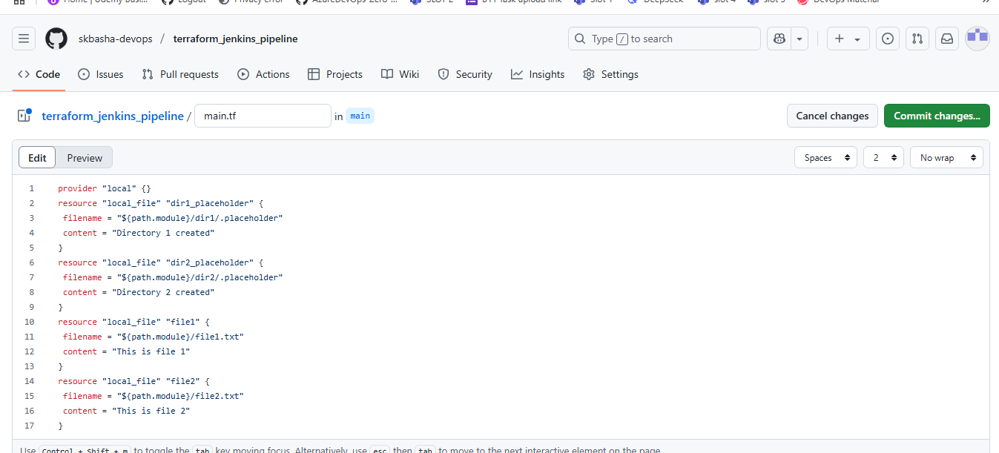 Home | Udemy Busi...
Logout
Privacy error
AzureDevOps-Zero-...
SLOT 2
upload link
DeepSeek
slot 4
slot 5
DevOps Material
skbasha-devops / terraform_jenkins_pipeline
Type / to search
Code
Issues
Pull requests
Actions
Projects
Wiki
Security
Insights
Settings
terraform_jenkins_pipeline / main.tf in main
Cancel changes
Commit changes...
Edit
Preview
Spaces
2
No wrap
1 provider "local" {}
2 resource "local_file" "dir1_placeholder" {
3 filename = "${path.module}/dir1/.placeholder"
4 content = "Directory 1 created"
5 }
6 resource "local_file" "dir2_placeholder" {
7 filename = "${path.module}/dir2/.placeholder"
8 content = "Directory 2 created"
9 }
10 resource "local_file" "file1" {
11 filename = "${path.module}/file1.txt"
12 content = "This is file 1"
13 }
14 resource "local_file" "file2" {
15 filename = "${path.module}/file2.txt"
16 content = "This is file 2"
17 }
Use Control + Shift + m to toggle the tab key moving focus. Alternatively, use esc then tab to move to the next interactive element on the page.